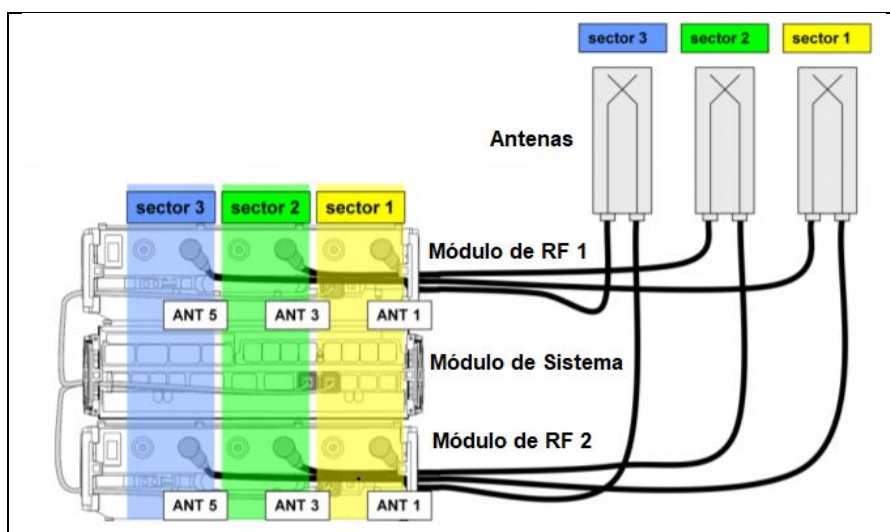 sector 3
sector 2
sector 1
Antenas
sector 3
sector 2
sector 1
Módulo de RF 1
ANT 5
ANT 3
ANT 1
Módulo de Sistema
Módulo de RF 2
ANT 5
ANT 3
ANT 1